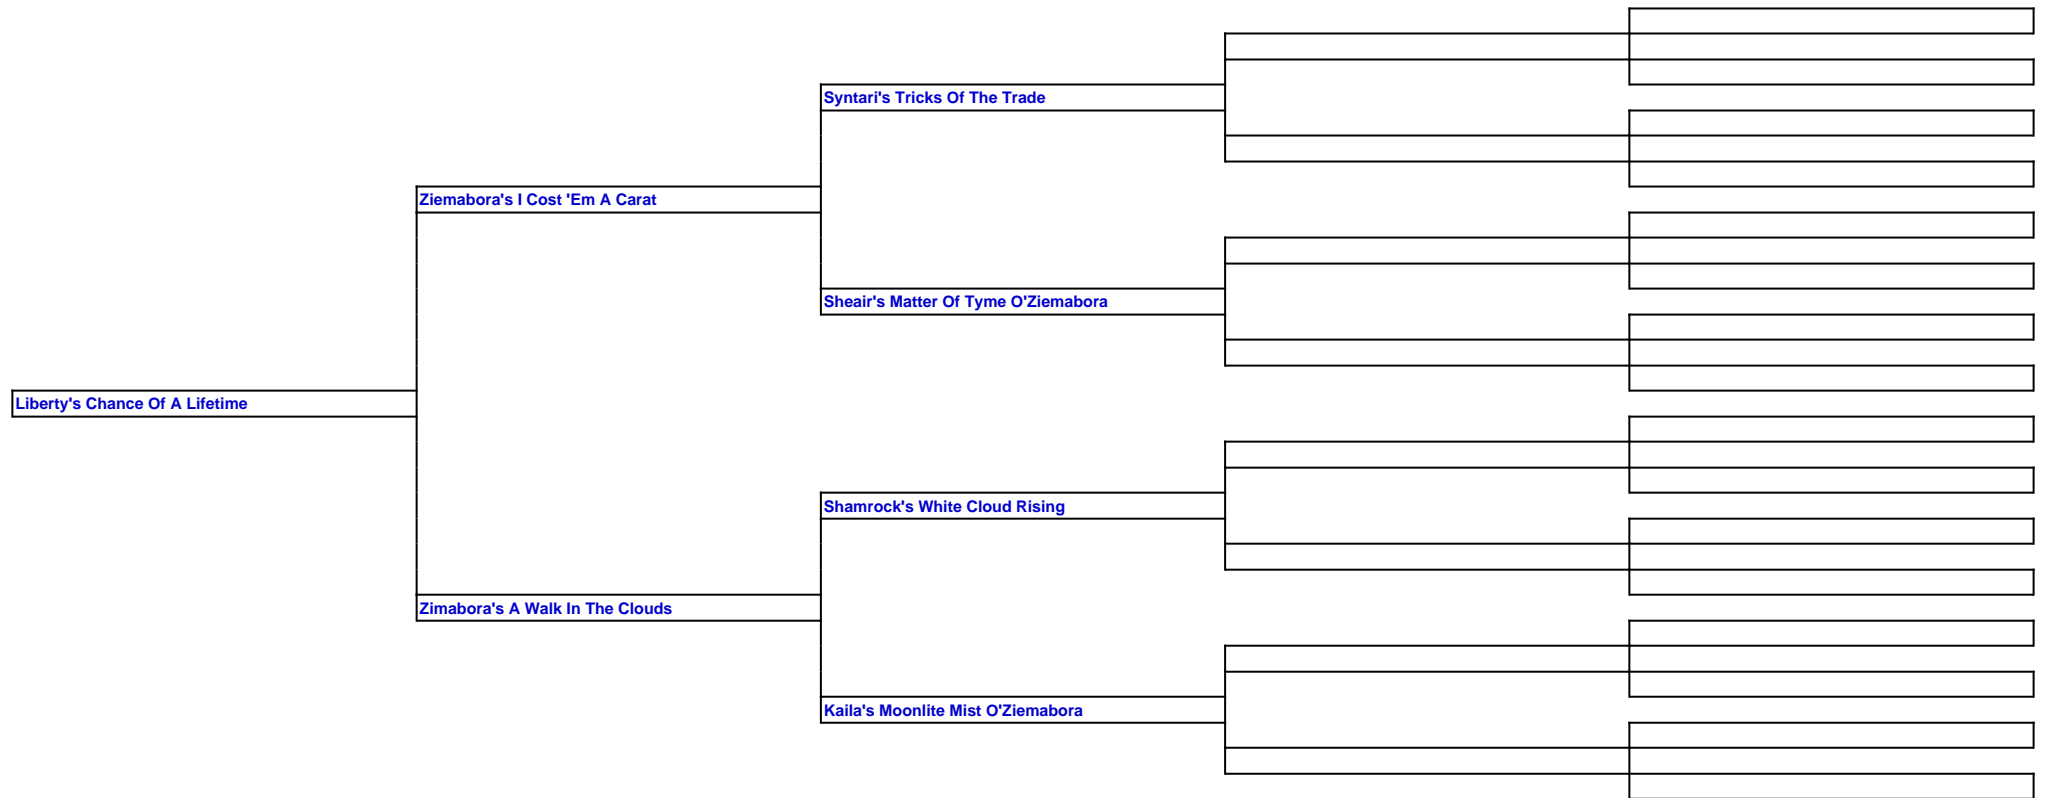 Syntari's Tricks Of The Trade
Ziemabora's I Cost 'Em A Carat
Sheair's Matter Of Tyme O'Ziemabora
Liberty's Chance Of A Lifetime
Shamrock's White Cloud Rising
Zimabora's A Walk In The Clouds
Kaila's Moonlite Mist O'Ziemabora